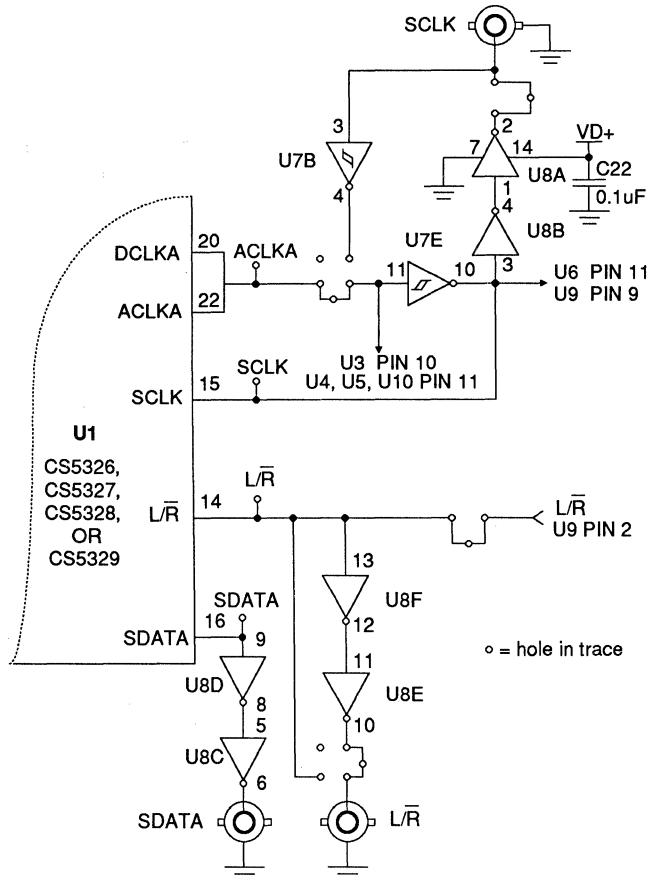 SCLK
3
U7B
4
2
7
14
VD+
U8A
C22
0.1uF
1
4
U8B
3
U7E
DCLKA
20
ACLKA
11
10
ACLKA
22
U6 PIN 11
U9 PIN 9
U3 PIN 10
U4, U5, U10 PIN 11
SCLK
15
SCLK
U1
CS5326,
CS5327,
CS5328,
OR
CS5329
L/R̅
14
L/R̅
L/R̅
U9 PIN 2
13
U8F
12
SDATA
16
SDATA
9
U8D
8
11
U8E
10
5
U8C
6
o = hole in trace
SDATA
L/R̅